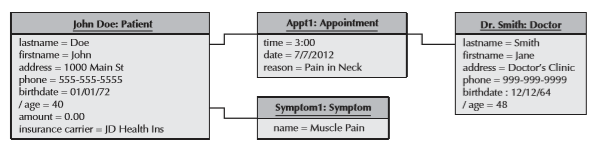 John Doe: Patient
lastname = Doe
firstname = John
address = 1000 Main St
phone = 555-555-5555
birthdate = 01/01/72
/ age = 40
amount = 0.00
insurance carrier = JD Health Ins
Appt1: Appointment
time = 3:00
date = 7/7/2012
reason = Pain in Neck
Symptom1: Symptom
name = Muscle Pain
Dr. Smith: Doctor
lastname = Smith
firstname = Jane
address = Doctor's Clinic
phone = 999-999-9999
birthdate : 12/12/64
/ age = 48